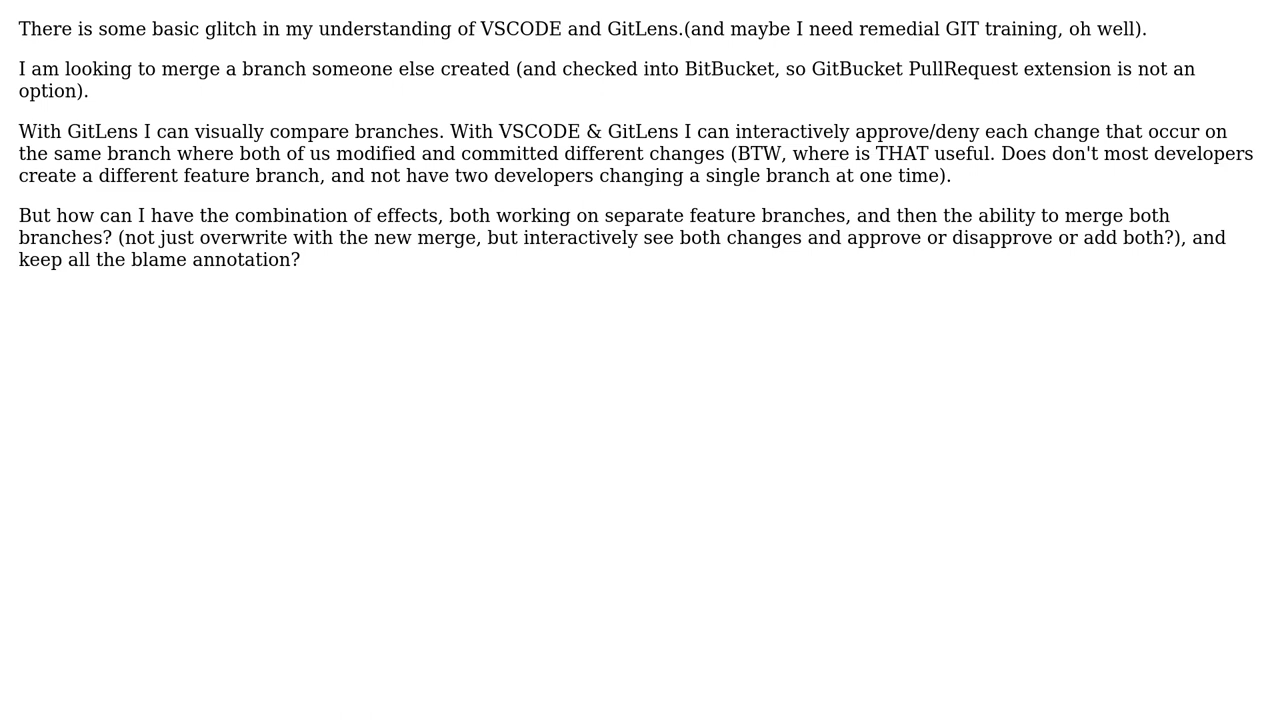 There is some basic glitch in my understanding of VSCODE and GitLens.(and maybe I need remedial GIT training, oh well).
I am looking to merge a branch someone else created (and checked into BitBucket, so GitBucket PullRequest extension is not an
option).
With GitLens I can visually compare branches. With VSCODE & GitLens I can interactively approve/deny each change that occur on
the same branch where both of us modified and committed different changes (BTW, where is THAT useful. Does don't most developers
create a different feature branch, and not have two developers changing a single branch at one time).
But how can I have the combination of effects, both working on separate feature branches, and then the ability to merge both
branches? (not just overwrite with the new merge, but interactively see both changes and approve or disapprove or add both?), and
keep all the blame annotation?